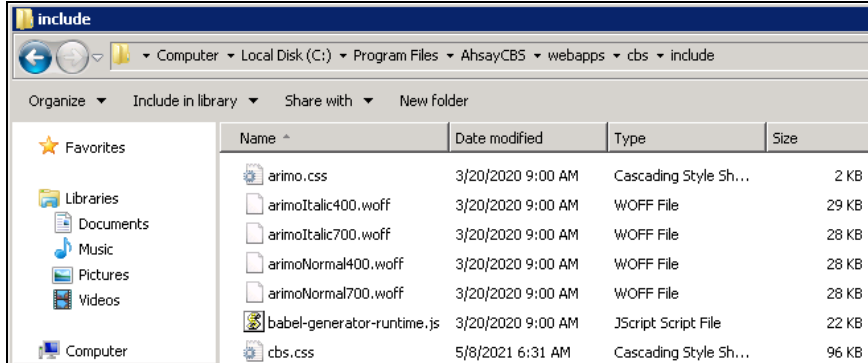 include
Computer Local Disk (C:) Program Files AhsayCBS webapps cbs include
Organize Include in library Share with New folder
Favorites
Libraries
Documents
Music
Pictures
Videos
Computer
Name Date modified Type Size
arimo.css 3/20/2020 9:00 AM Cascading Style Sh... 2 KB
arimoItalic400.woff 3/20/2020 9:00 AM WOFF File 29 KB
arimoItalic700.woff 3/20/2020 9:00 AM WOFF File 28 KB
arimoNormal400.woff 3/20/2020 9:00 AM WOFF File 28 KB
arimoNormal700.woff 3/20/2020 9:00 AM WOFF File 28 KB
babel-generator-runtime.js 3/20/2020 9:00 AM JScript Script File 22 KB
cbs.css 5/8/2021 6:31 AM Cascading Style Sh... 96 KB